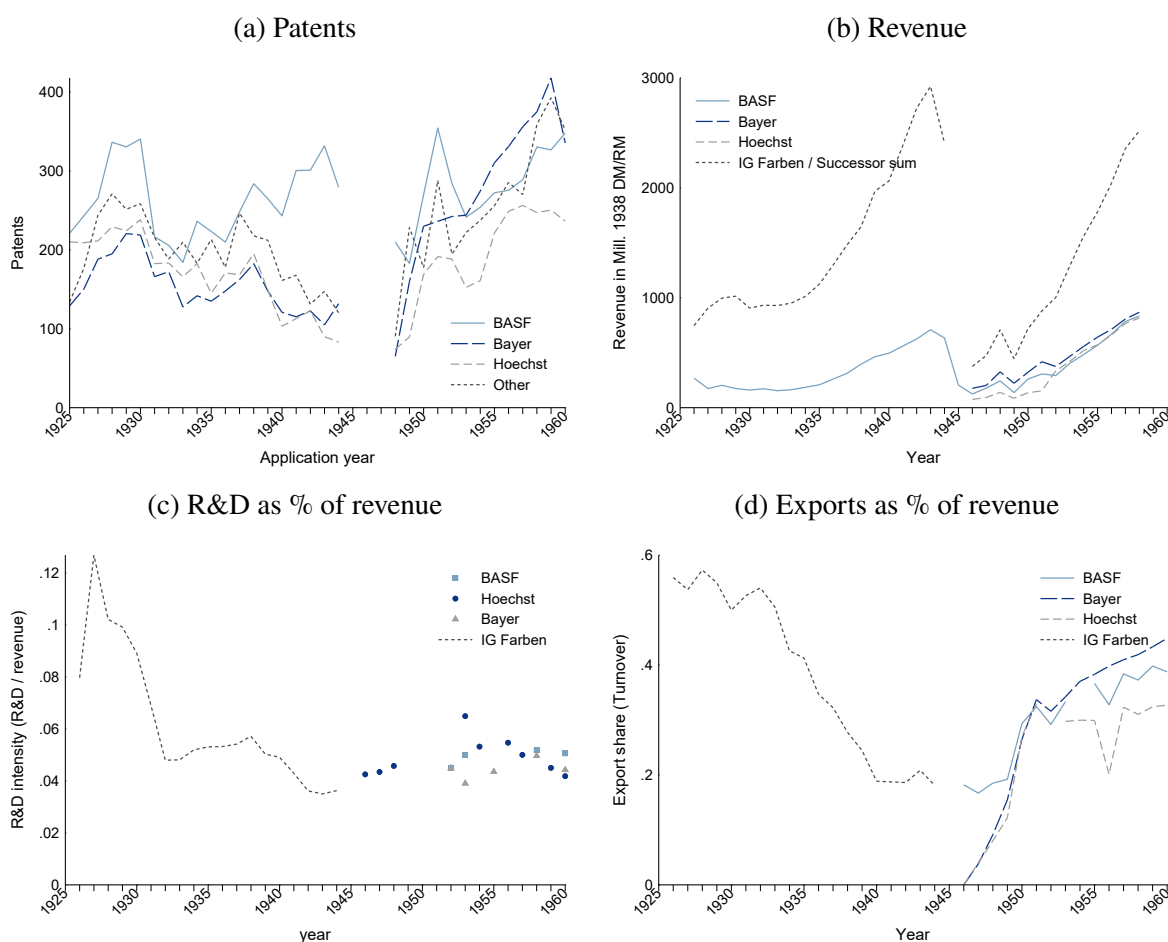 (a) Patents
400
300
200
100
0
Patents
BASF
Bayer
Hoechst
Other
1925
1930
1935
1940
1945
1950
1955
1960
Application year
(b) Revenue
3000
2000
1000
0
Revenue in Mill. 1938 DM/RM
BASF
Bayer
Hoechst
IG Farben / Successor sum
1925
1930
1935
1940
1945
1950
1955
1960
Year
(c) R&D as % of revenue
.12
.1
.08
.06
.04
.02
0
R&D intensity (R&D / revenue)
BASF
Hoechst
Bayer
IG Farben
1925
1930
1935
1940
1945
1950
1955
1960
year
(d) Exports as % of revenue
.6
.4
.2
0
Export share (Turnover)
BASF
Bayer
Hoechst
IG Farben
1925
1930
1935
1940
1945
1950
1955
1960
Year